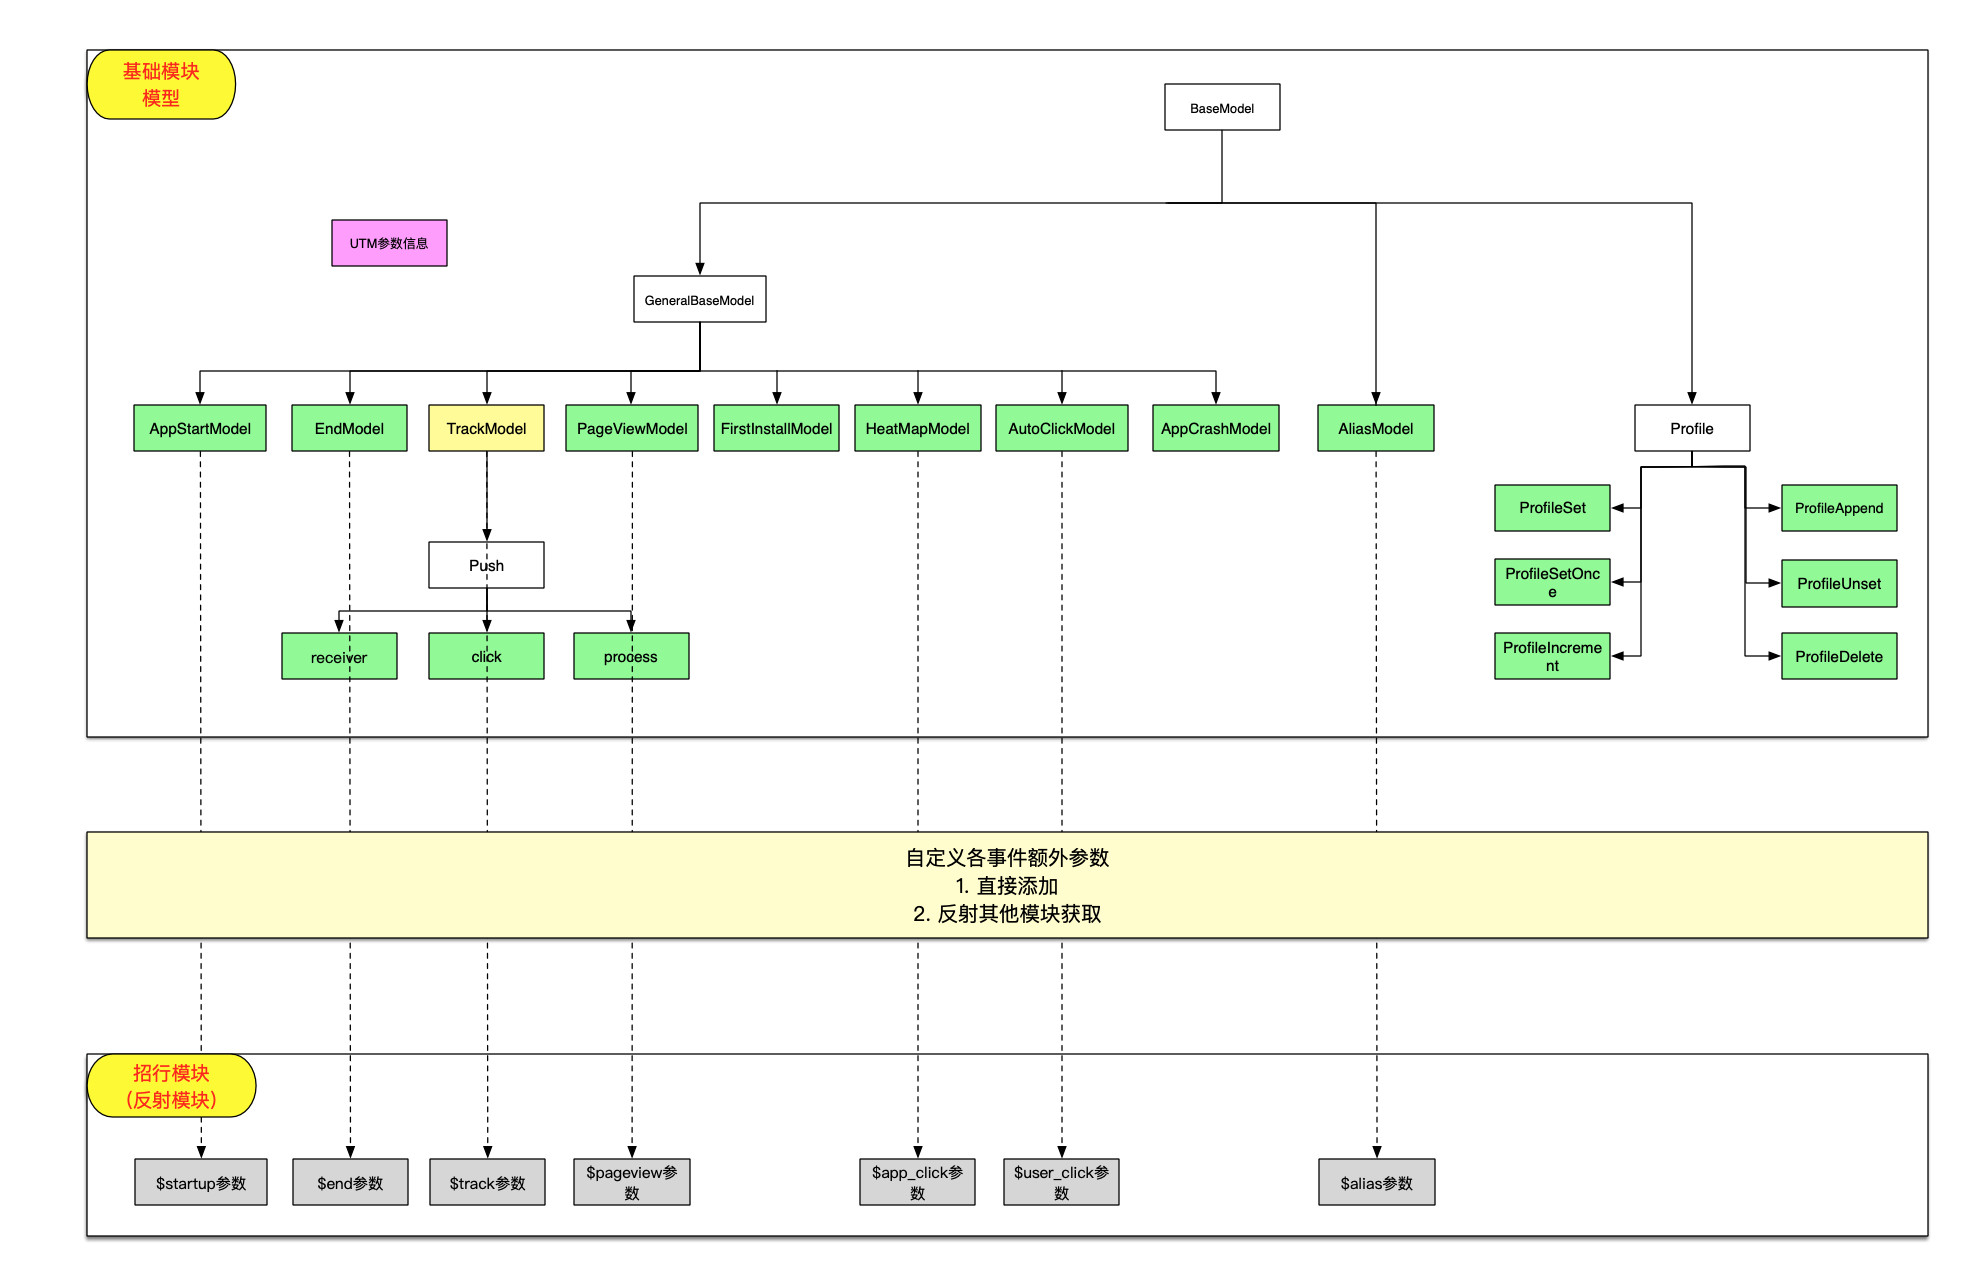 基础模块
模型
BaseModel
UTM参数信息
GeneralBaseModel
AppStartModel
EndModel
TrackModel
PageViewModel
FirstInstallModel
HeatMapModel
AutoClickModel
AppCrashModel
AliasModel
Profile
ProfileSet
ProfileAppend
Push
ProfileSetOnc
e
ProfileUnset
receiver
click
process
ProfileIncreme
nt
ProfileDelete
自定义各事件额外参数
1. 直接添加
2. 反射其他模块获取
招行模块
（反射模块）
$startup参数
$end参数
$track参数
$pageview参
数
$app_click参
数
$user_click参
数
$alias参数